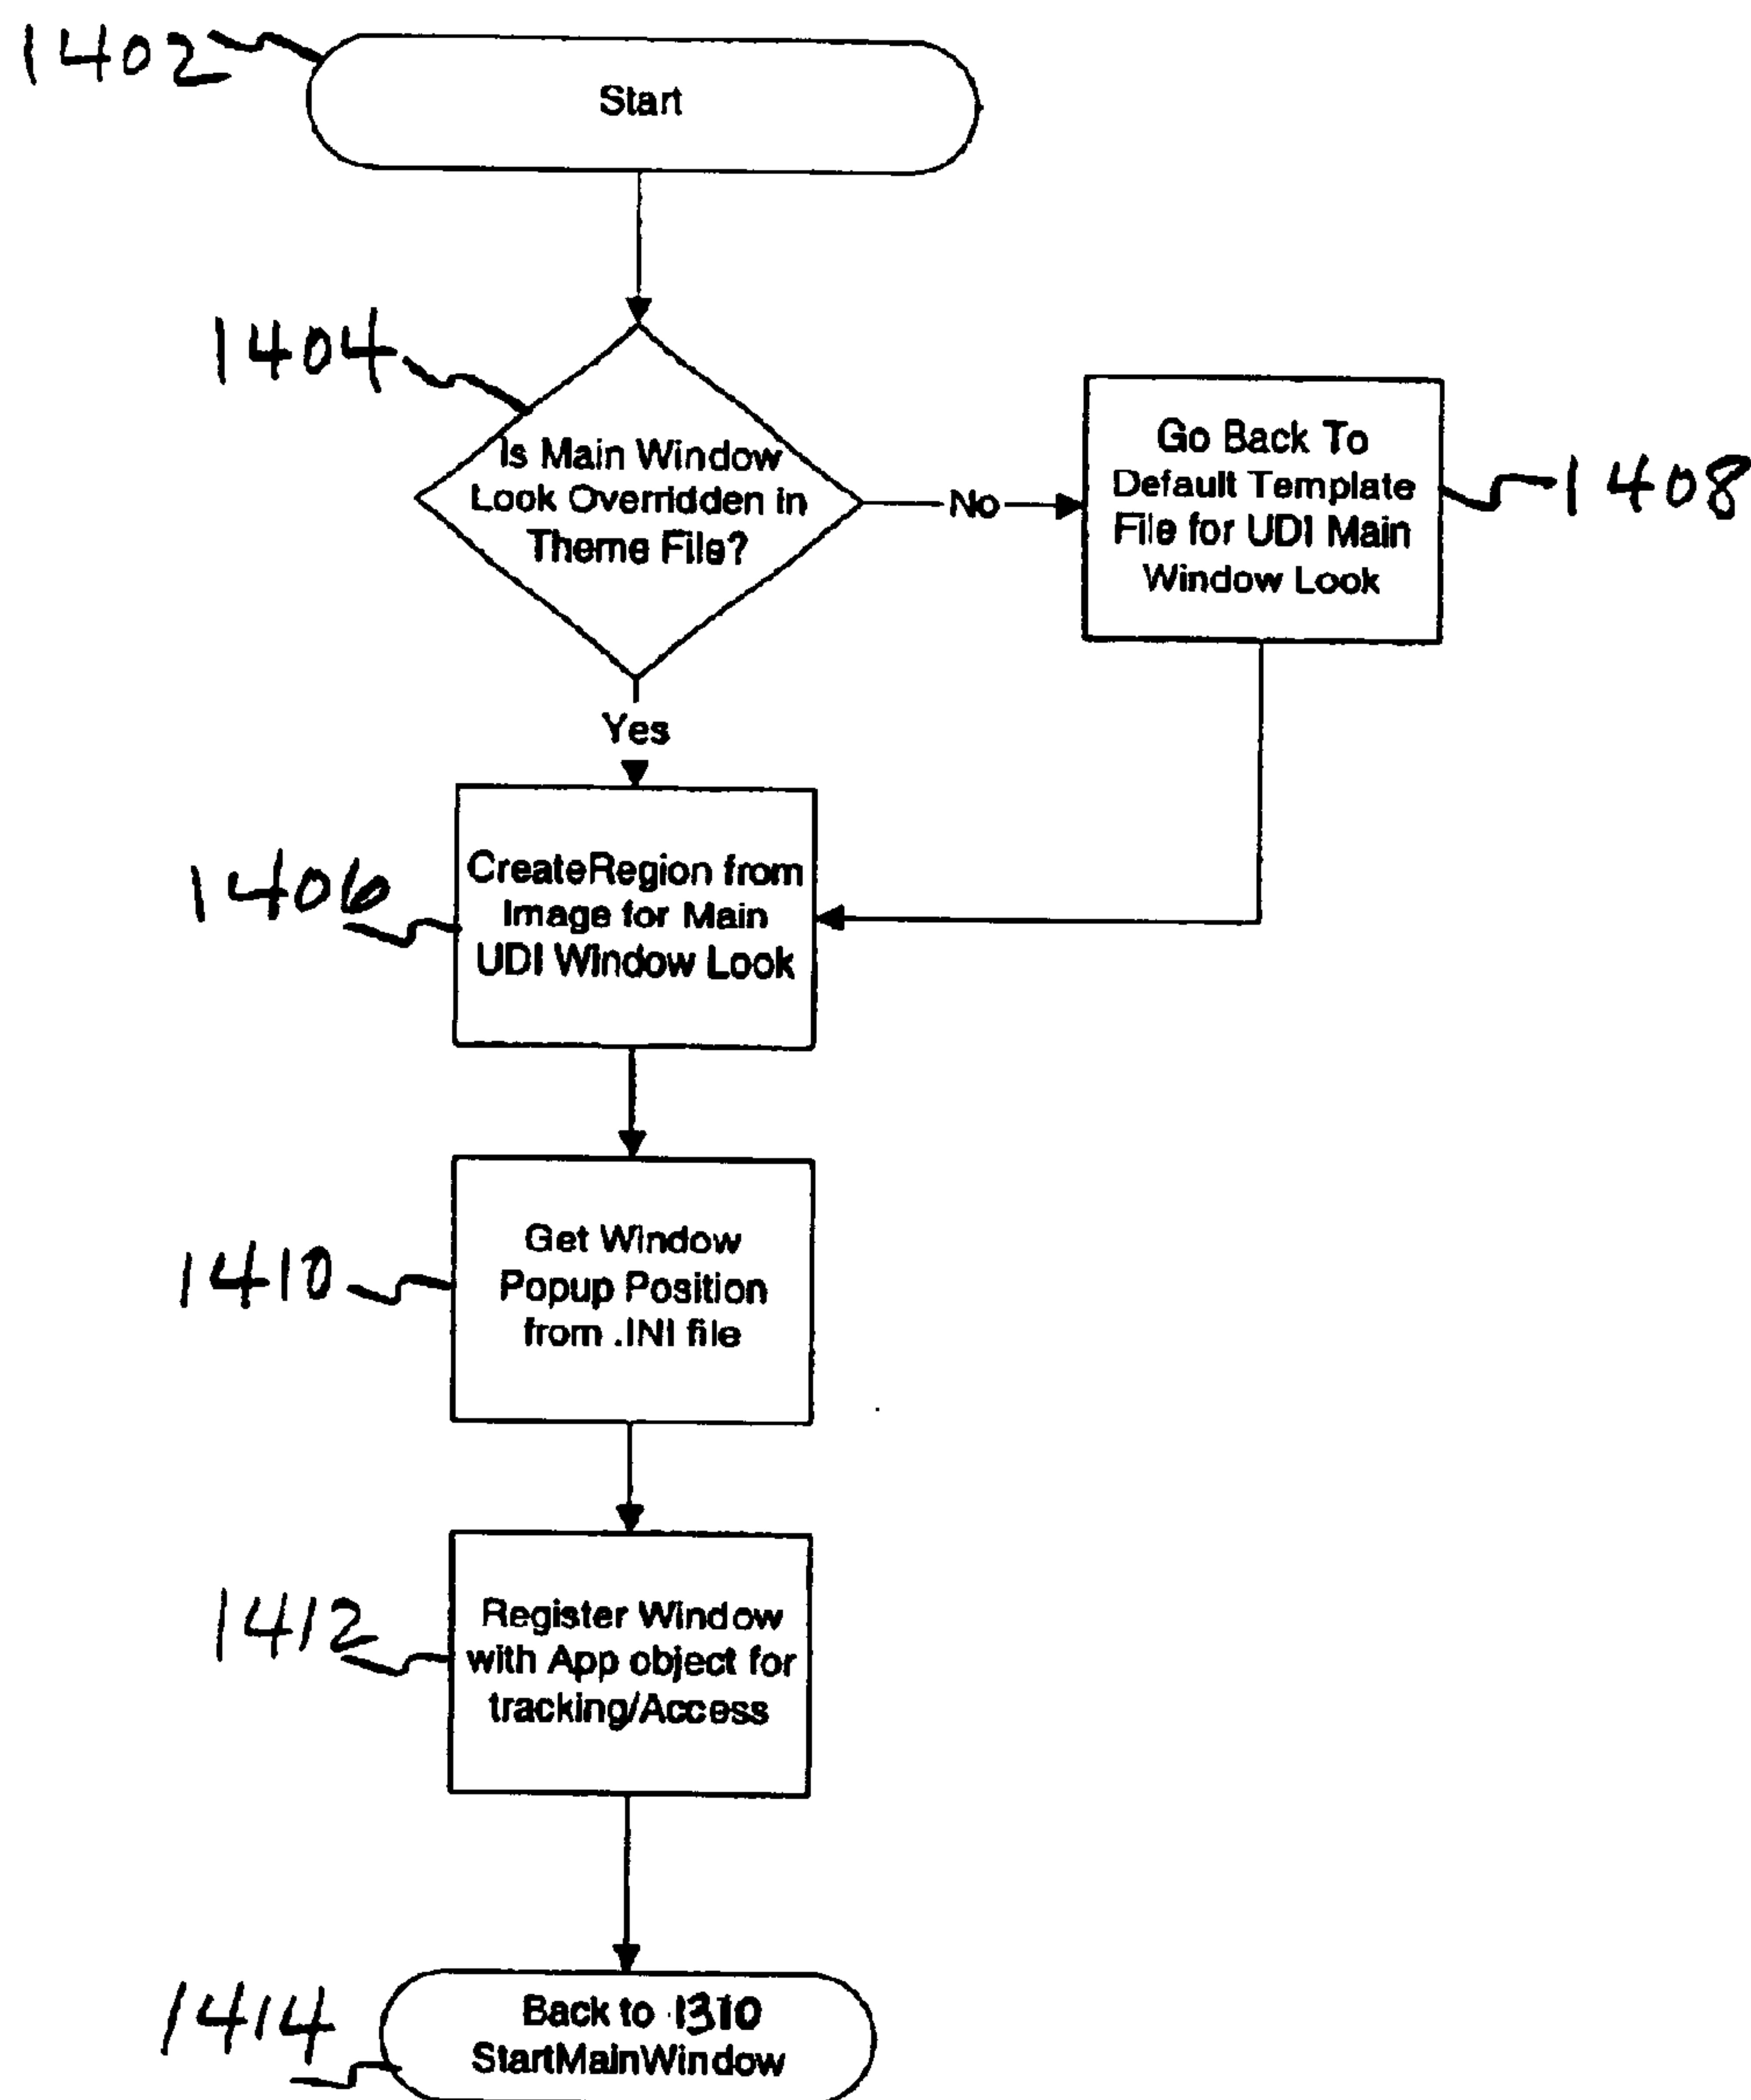 1402
Start
1404
Is Main Window
Look Overridden in
Theme File?
No
Go Back To
Default Template
File for UDI Main
Window Look
1408
Yes
1406
CreateRegion from
Image for Main
UDI Window Look
1410
Get Window
Popup Position
from .INI file
1412
Register Window
with App object for
tracking/Access
1414
Back to 1310
StartMainWindow